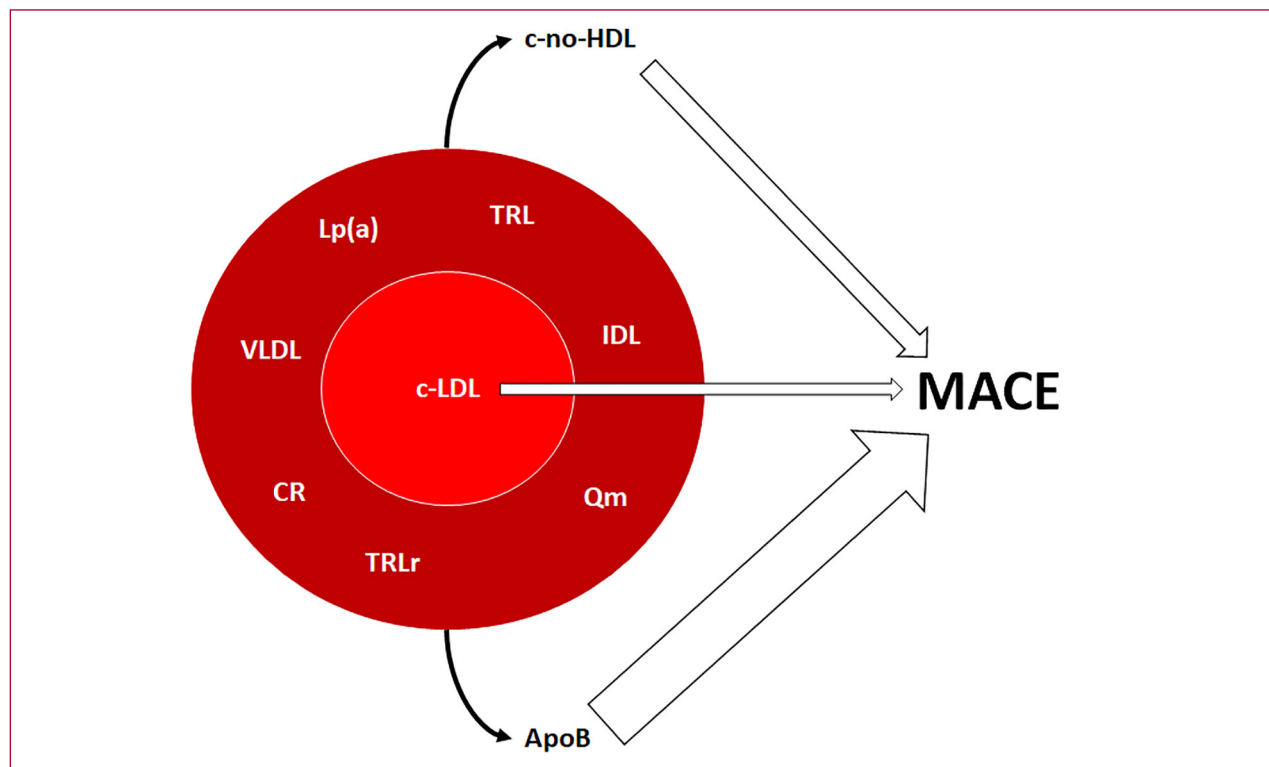 c-no-HDL
Lp(a)
TRL
VLDL
IDL
c-LDL
MACE
CR
Qm
TRLr
ApoB